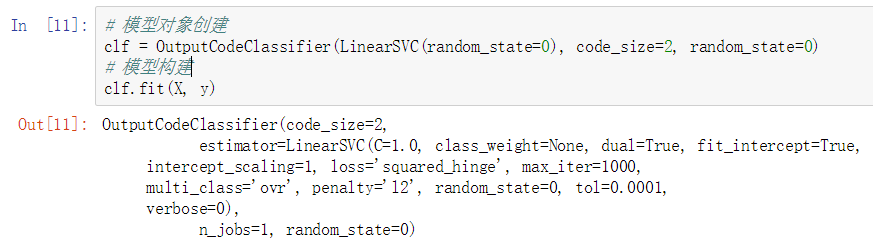 In [11]: # 模型对象创建
clf = OutputCodeClassifier(LinearSVC(random_state=0), code_size=2, random_state=0)
# 模型构建
clf.fit(X, y)
Out[11]: OutputCodeClassifier(code_size=2,
estimator=LinearSVC(C=1.0, class_weight=None, dual=True, fit_intercept=True,
intercept_scaling=1, loss='squared_hinge', max_iter=1000,
multi_class='ovr', penalty='l2', random_state=0, tol=0.0001,
verbose=0),
n_jobs=1, random_state=0)